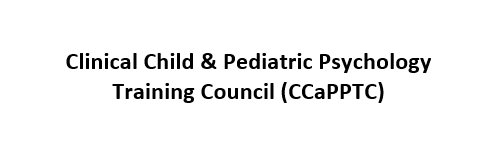 Clinical Child & Pediatric Psychology
Training Council (CCaPPTC)